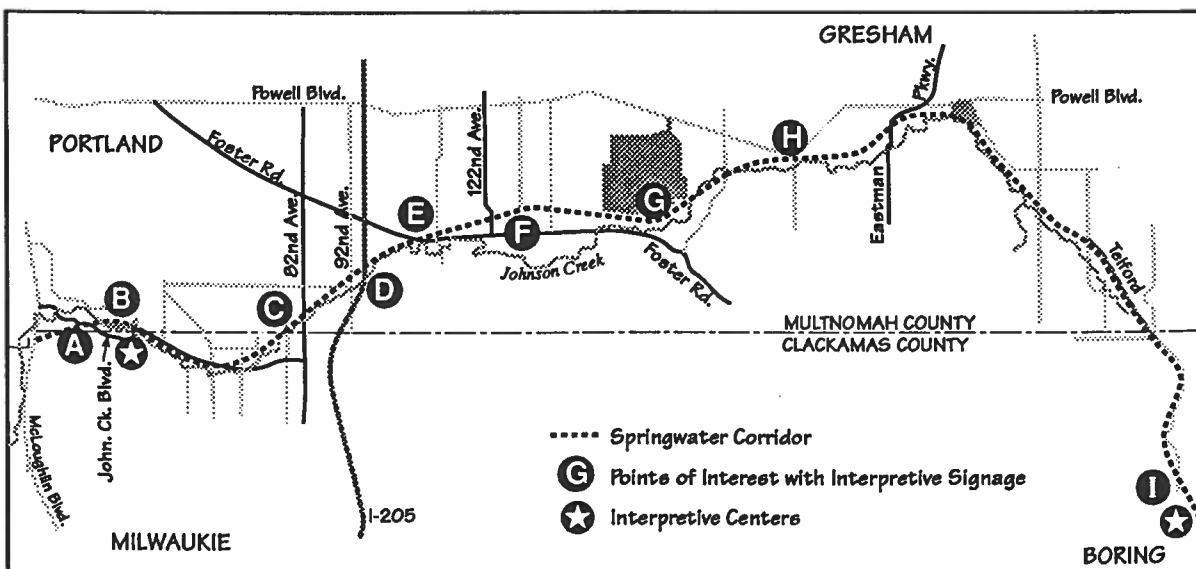 GRESHAM
Pkwy.
Powell Blvd.
Powell Blvd.
PORTLAND
Foster Rd.
82nd Ave.
92nd Ave.
122nd Ave.
H
G
E
F
Eastman
Johnson Creek
Foster Rd.
Telford
D
C
B
A
MULTNOMAH COUNTY
CLACKAMAS COUNTY
John. Ck. Blvd.
McLoughlin Blvd.
Springwater Corridor
G Points of Interest with Interpretive Signage
Interpretive Centers
I-205
I
MILWAUKIE
BORING